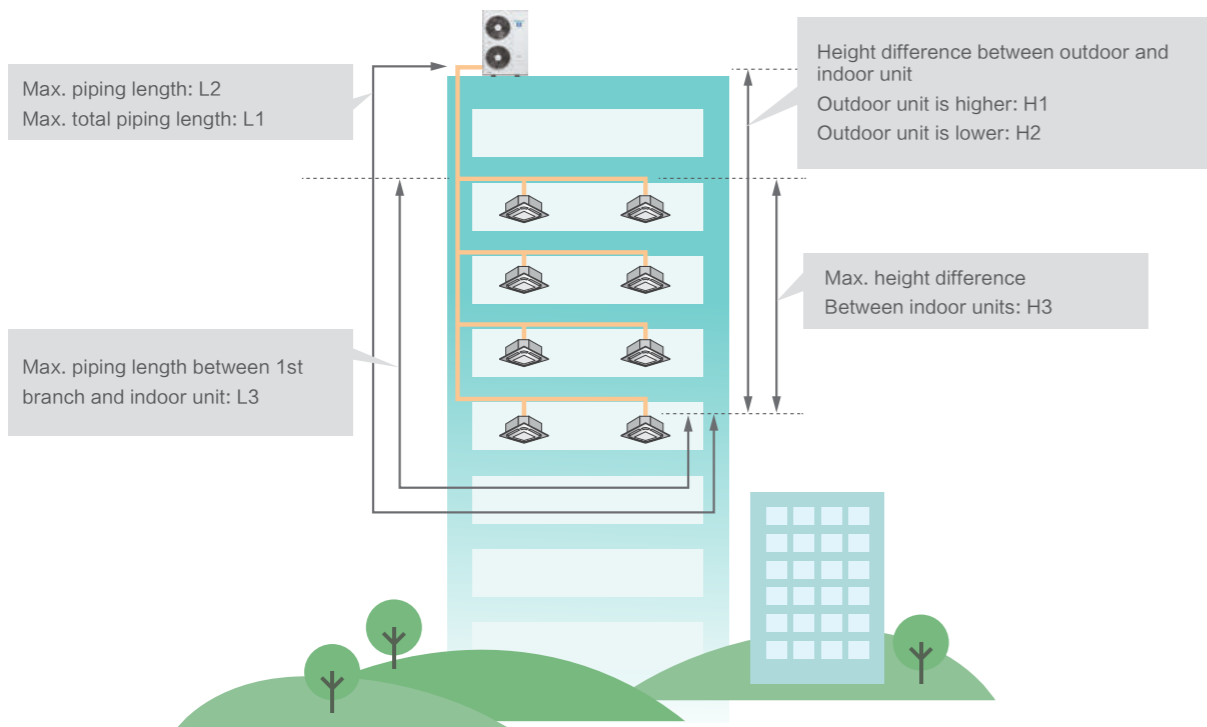 Max. piping length: L2
Max. total piping length: L1
Height difference between outdoor and
indoor unit
Outdoor unit is higher: H1
Outdoor unit is lower: H2
Max. height difference
Between indoor units: H3
Max. piping length between 1st
branch and indoor unit: L3